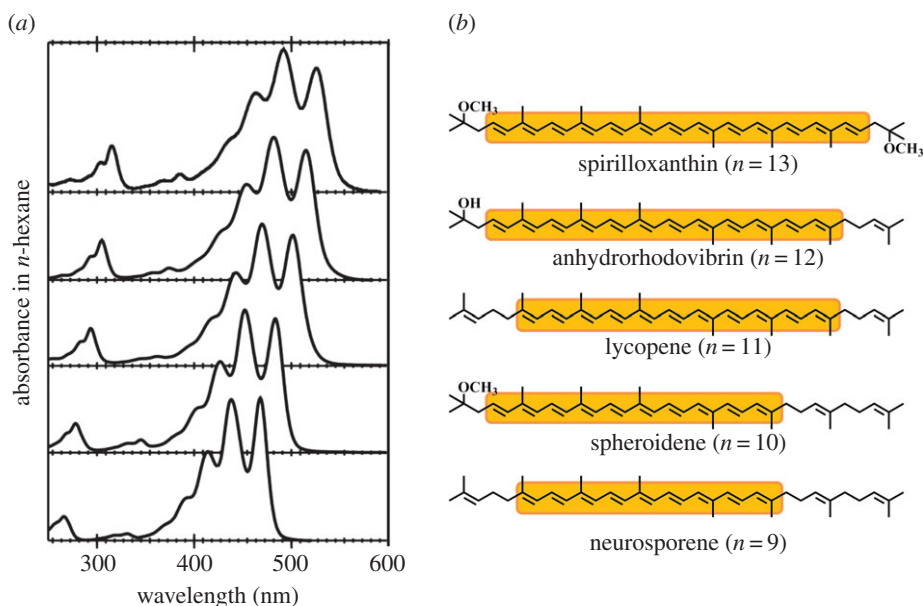 (a)
absorbance in n-hexane
300 400 500 600
wavelength (nm)
(b)
OCH3
OCH3
spirilloxanthin (n = 13)
OH
anhydrorhodovibrin (n = 12)
lycopene (n = 11)
OCH3
spheroidene (n = 10)
neurosporene (n = 9)